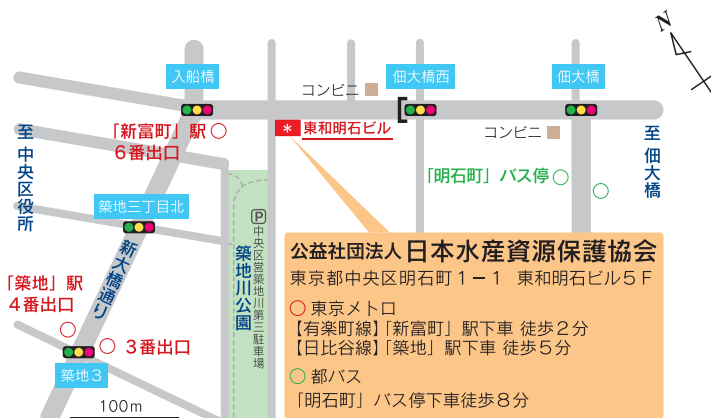 N
入船橋
コンビニ
佃大橋西
佃大橋
「新富町」駅
6番出口
* 東和明石ビル
コンビニ
至 中央区役所
至 佃大橋
「明石町」バス停
築地三丁目北
新大橋通り
P 中央区営築地川第三駐車場
築地川公園
「築地」駅
4番出口
3番出口
築地3
100m
公益社団法人日本水産資源保護協会
東京都中央区明石町1-1 東和明石ビル5F
東京メトロ
【有楽町線】「新富町」駅下車 徒歩2分
【日比谷線】「築地」駅下車 徒歩5分
都バス
「明石町」バス停下車徒歩8分